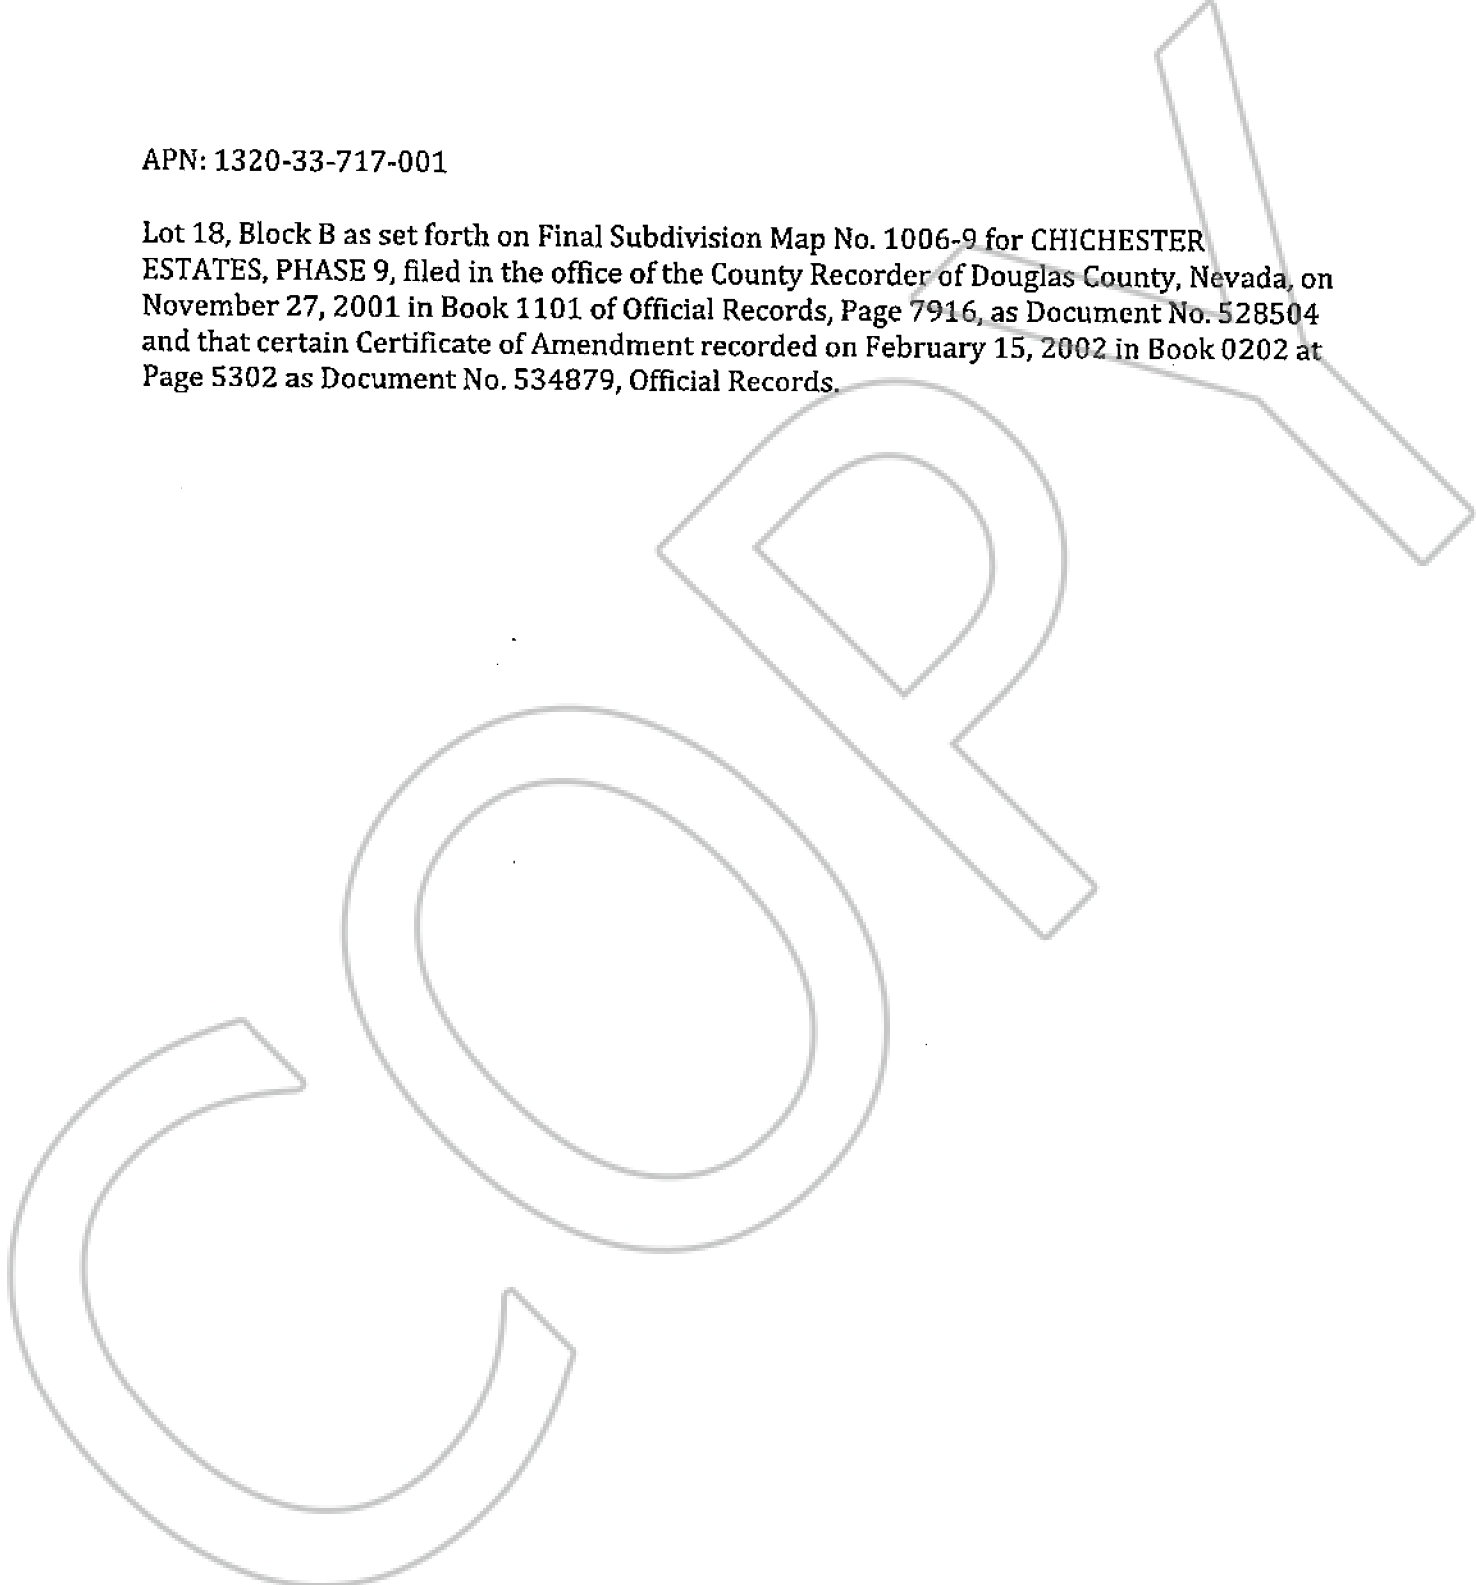 APN: 1320-33-717-001
Lot 18, Block B as set forth on Final Subdivision Map No. 1006-9 for CHICHESTER
ESTATES, PHASE 9, filed in the office of the County Recorder of Douglas County, Nevada, on
November 27, 2001 in Book 1101 of Official Records, Page 7916, as Document No. 528504
and that certain Certificate of Amendment recorded on February 15, 2002 in Book 0202 at
Page 5302 as Document No. 534879, Official Records.
COPY